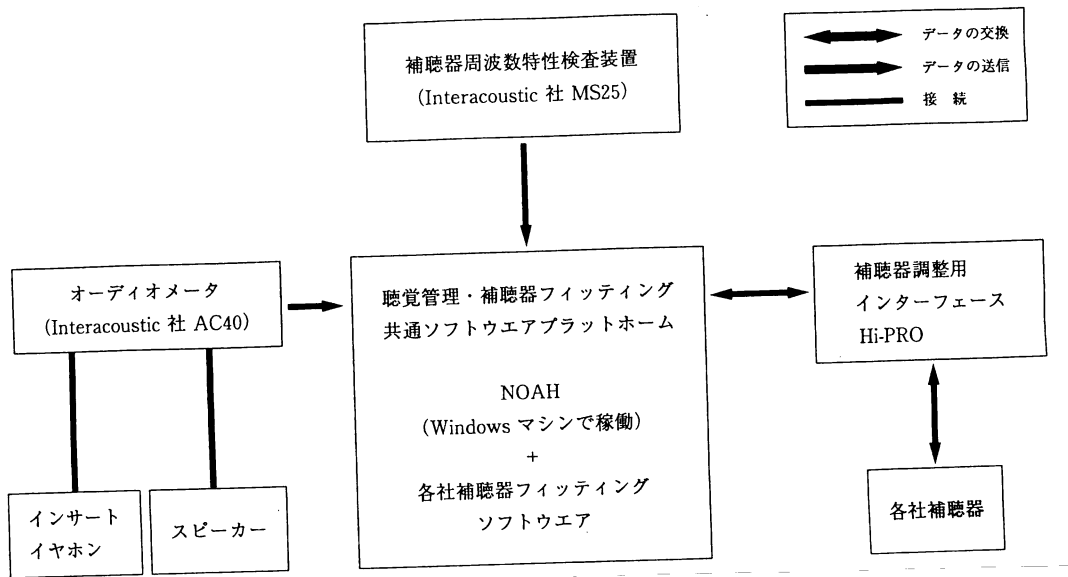 補聴器周波数特性検査装置
(Interacoustic 社 MS25)
データの交換
データの送信
接 続
オーディオメータ
(Interacoustic 社 AC40)
聴覚管理・補聴器フィッティング
共通ソフトウエアプラットホーム
NOAH
(Windows マシンで稼働)
+
各社補聴器フィッティング
ソフトウエア
補聴器調整用
インターフェース
Hi-PRO
インサート
イヤホン
スピーカー
各社補聴器